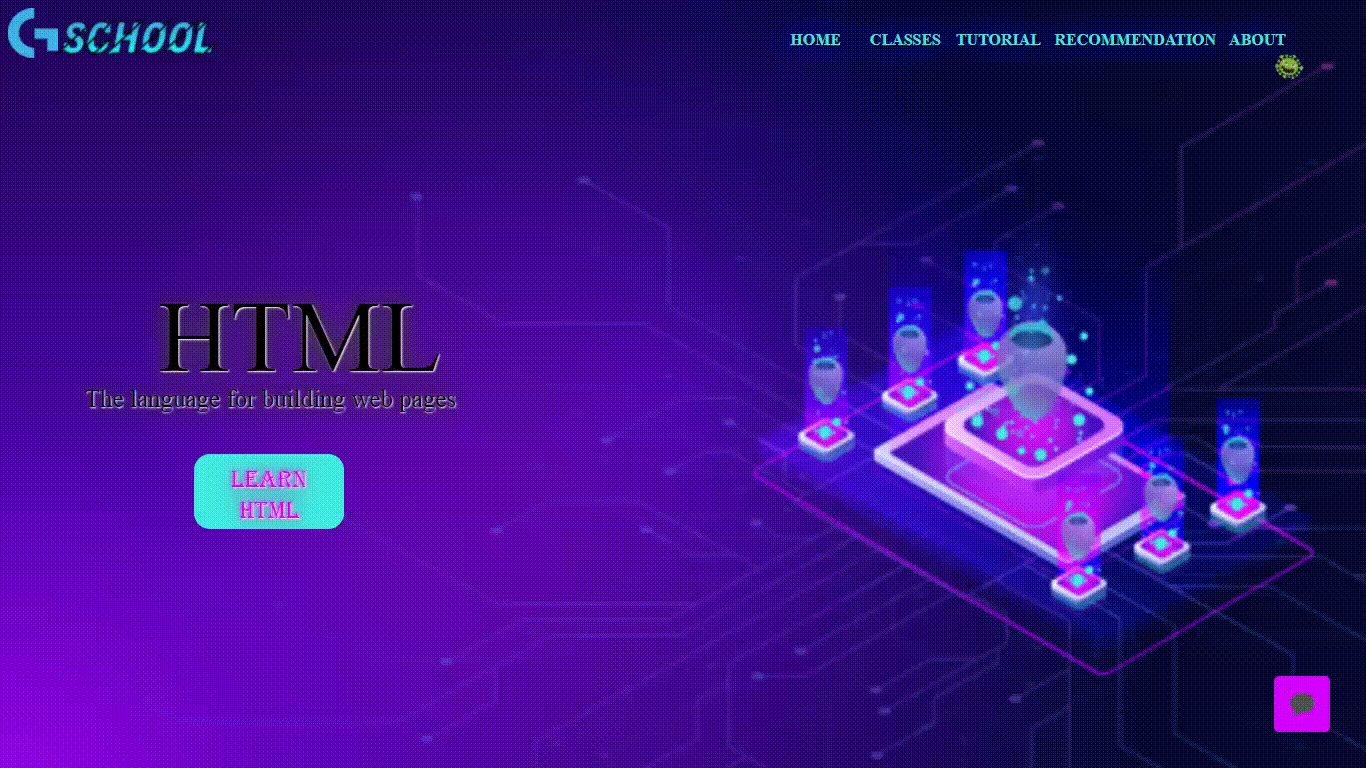 GSCHOOL
HOME CLASSES TUTORIAL RECOMMENDATION ABOUT
HTML
The language for building web pages
LEARN
HTML